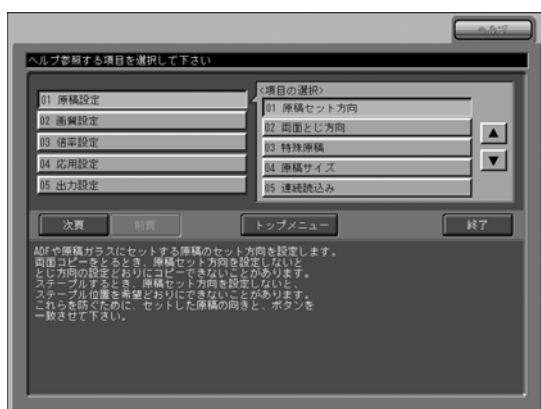 ヘルプ
ヘルプ参照する項目を選択して下さい
01 原稿設定
02 画質設定
03 倍率設定
04 応用設定
05 出力設定
<項目の選択>
01 原稿セット方向
02 両面とじ方向
03 特殊原稿
04 原稿サイズ
05 連続読込み
次頁
前頁
トップメニュー
終了
ADFや原稿ガラスにセットする原稿のセット方向を設定します。
両面コピーをとるとき、原稿セット方向を設定しないと
とじ方向の設定どおりにコピーできないことがあります。
ステープルするとき、原稿セット方向を設定しないと、
ステープル位置を希望どおりにできないことがあります。
これらを防ぐために、セットした原稿の向きと、ボタンを
一致させて下さい。